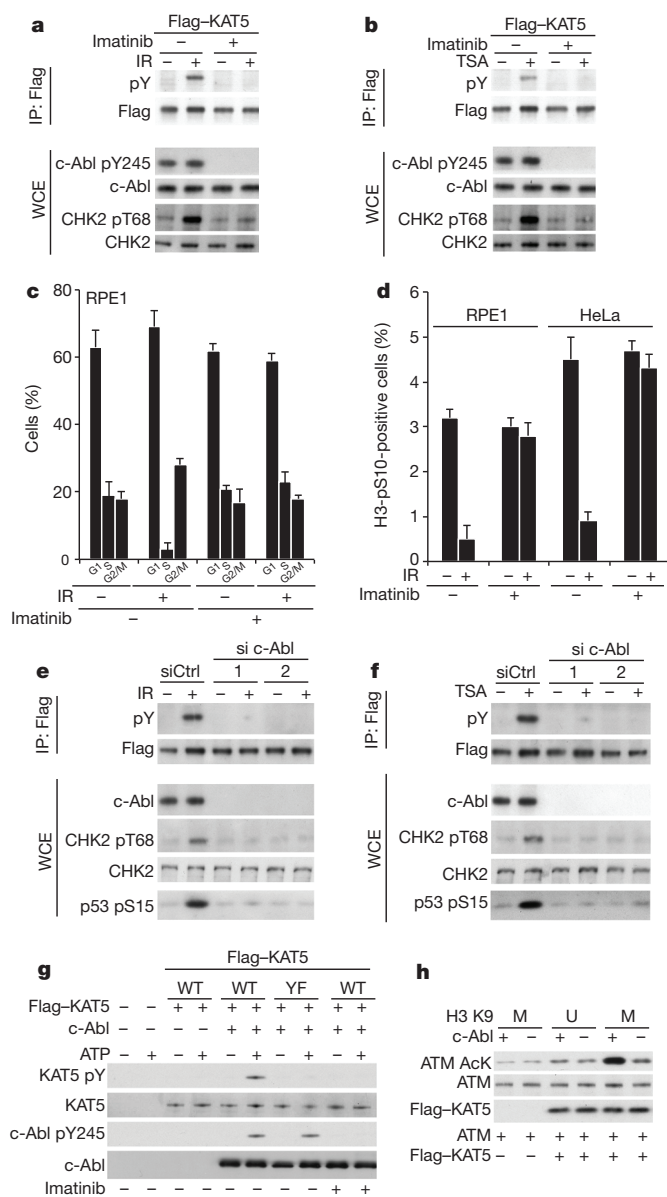 a
Flag–KAT5
Imatinib – +
IR – + – +
IP: Flag
pY
Flag
WCE
c-Abl pY245
c-Abl
CHK2 pT68
CHK2
b
Flag–KAT5
Imatinib – +
TSA – + – +
IP: Flag
pY
Flag
WCE
c-Abl pY245
c-Abl
CHK2 pT68
CHK2
c
RPE1
Cells (%)
80
60
40
20
0
G1 S G2/M G1 S G2/M G1 S G2/M G1 S G2/M
IR – + – +
Imatinib – +
d
RPE1 HeLa
H3-pS10-positive cells (%)
6
5
4
3
2
1
0
IR – + – + – + – +
Imatinib – + – +
e
si c-Abl
siCtrl 1 2
IR – + – + – +
IP: Flag
pY
Flag
WCE
c-Abl
CHK2 pT68
CHK2
p53 pS15
f
si c-Abl
siCtrl 1 2
TSA – + – + – +
IP: Flag
pY
Flag
WCE
c-Abl
CHK2 pT68
CHK2
p53 pS15
g
Flag–KAT5
WT WT YF WT
Flag–KAT5 – – + + + + + + + +
c-Abl – – – – + + + + + +
ATP – + – + – + – + – +
KAT5 pY
KAT5
c-Abl pY245
c-Abl
Imatinib + +
h
H3 K9 M U M
c-Abl + – + – + –
ATM AcK
ATM
Flag–KAT5
ATM + + + + + +
Flag–KAT5 – – + + + +